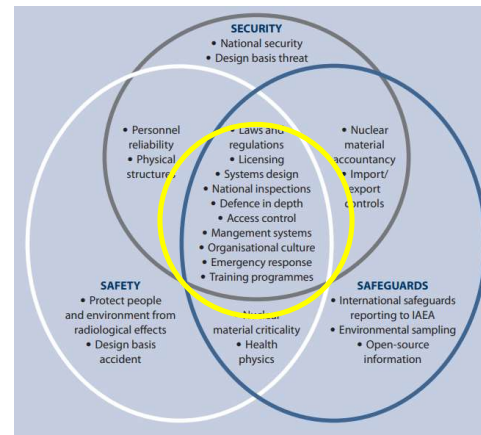 SECURITY
• National security
• Design basis threat
• Personnel
reliability
• Physical
structures
• Laws and
regulations
• Licensing
• Systems design
• National inspections
• Defence in depth
• Access control
• Mangement systems
• Organisational culture
• Emergency response
• Training programmes
• Nuclear
material
accountancy
• Import/
export
controls
SAFETY
• Protect people
and environment from
radiological effects
• Design basis
accident
• Nuclear
material criticality
• Health
physics
SAFEGUARDS
• International safeguards
reporting to IAEA
• Environmental sampling
• Open-source
information